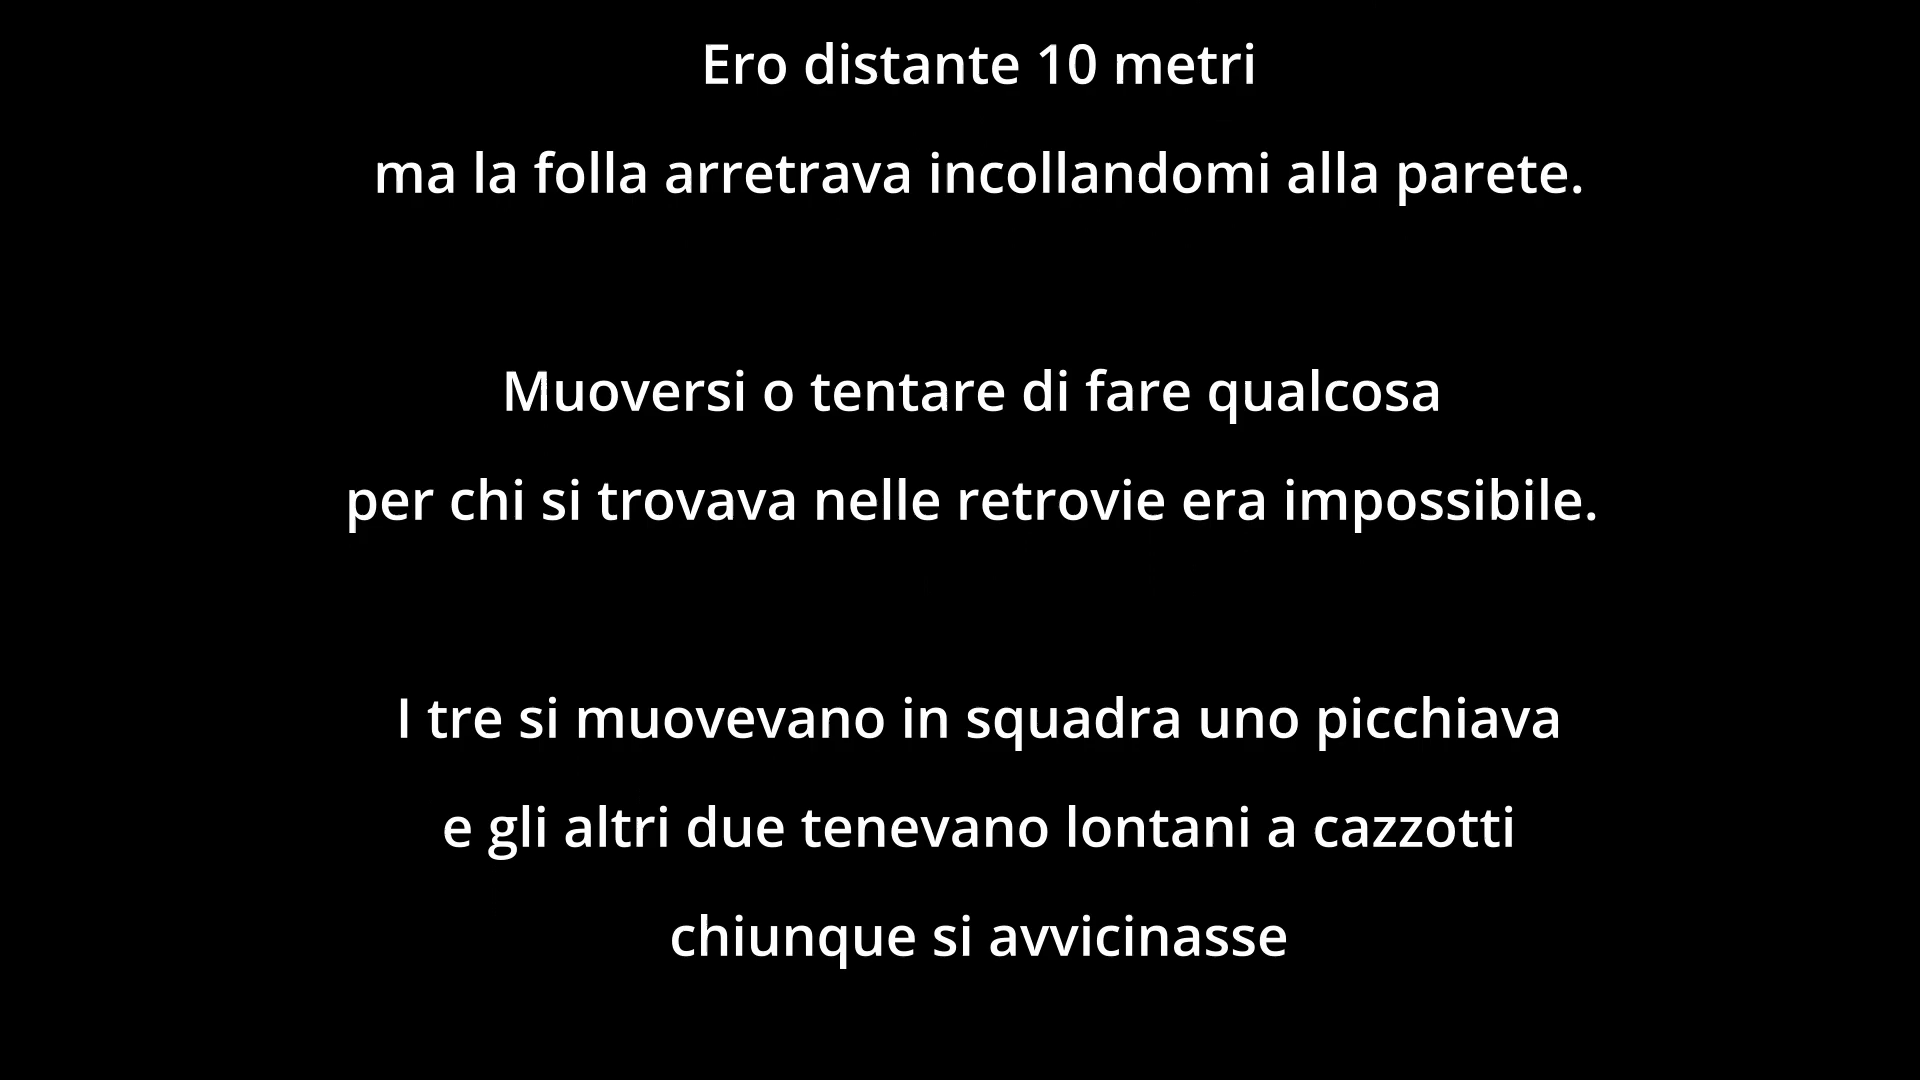 Ero distante 10 metri
ma la folla arretrava incollandomi alla parete.
Muoversi o tentare di fare qualcosa
per chi si trovava nelle retrovie era impossibile.
I tre si muovevano in squadra uno picchiava
e gli altri due tenevano lontani a cazzotti
chiunque si avvicinasse